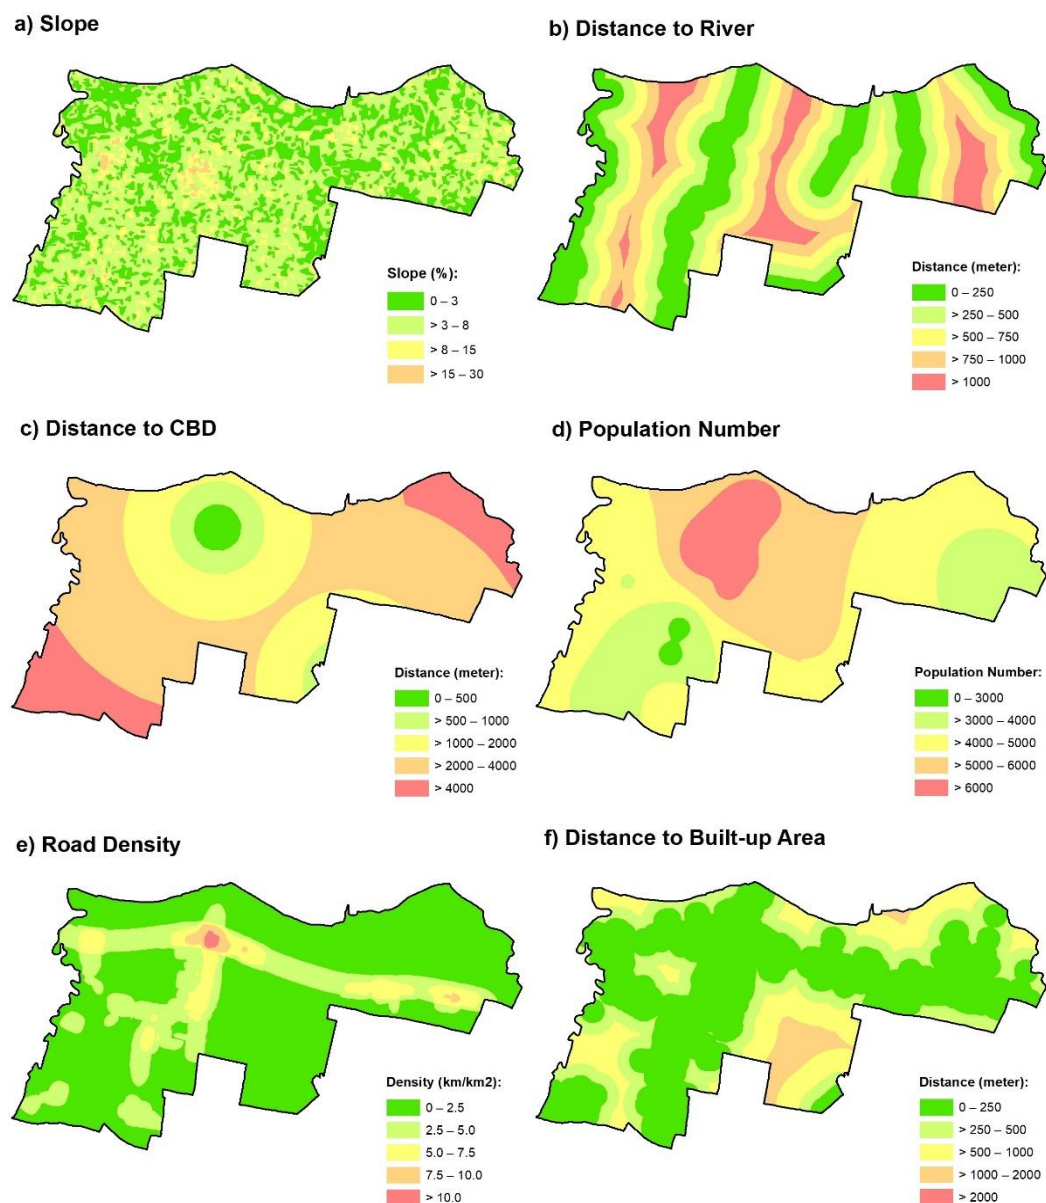 a) Slope
Slope (%):
0 – 3
> 3 – 8
> 8 – 15
> 15 – 30
b) Distance to River
Distance (meter):
0 – 250
> 250 – 500
> 500 – 750
> 750 – 1000
> 1000
c) Distance to CBD
Distance (meter):
0 – 500
> 500 – 1000
> 1000 – 2000
> 2000 – 4000
> 4000
d) Population Number
Population Number:
0 – 3000
> 3000 – 4000
> 4000 – 5000
> 5000 – 6000
> 6000
e) Road Density
Density (km/km2):
0 – 2.5
2.5 – 5.0
5.0 – 7.5
7.5 – 10.0
> 10.0
f) Distance to Built-up Area
Distance (meter):
0 – 250
> 250 – 500
> 500 – 1000
> 1000 – 2000
> 2000